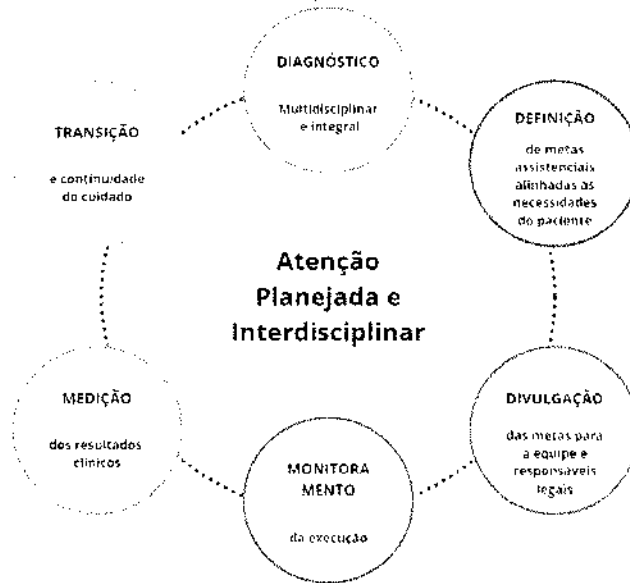 DIAGNÓSTICO
Multidisciplinar
e integral
DEFINIÇÃO
de metas
assistenciais
alinhadas às
necessidades
do paciente
DIVULGAÇÃO
das metas para
a equipe e
responsáveis
legais
MONITORA
MENTO
da execução
MEDIÇÃO
dos resultados
clínicos
TRANSIÇÃO
e continuidade
do cuidado
Atenção
Planejada e
Interdisciplinar